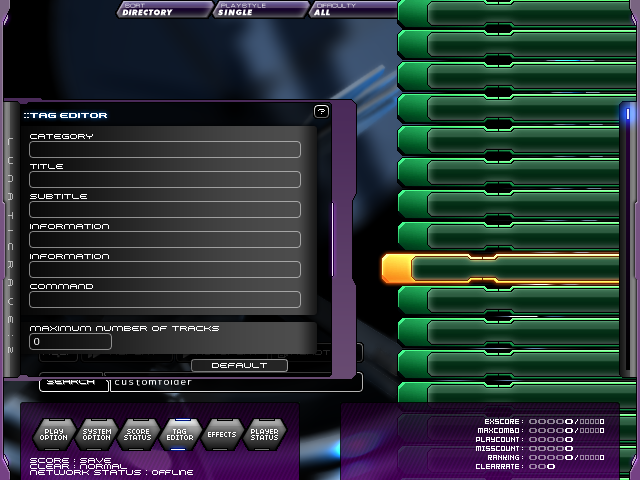 SORT
DIRECTORY
PLAYSTYLE
SINGLE
DIFFICULTY
ALL
::TAG EDITOR
?
CATEGORY
TITLE
SUBTITLE
INFORMATION
INFORMATION
COMMAND
MAXIMUM NUMBER OF TRACKS
0
DEFAULT
SEARCH customfolder
PLAY OPTION
SYSTEM OPTION
SCORE STATUS
TAG EDITOR
EFFECTS
PLAYER STATUS
SCORE : SAVE
CLEAR : NORMAL
NETWORK STATUS : OFFLINE
EXSCORE : 00000/00000
MAXCOMBO : 00000/00000
PLAYCOUNT : 00000
MISSCOUNT : 00000
RANKING : 00000/00000
CLEARRATE : 000